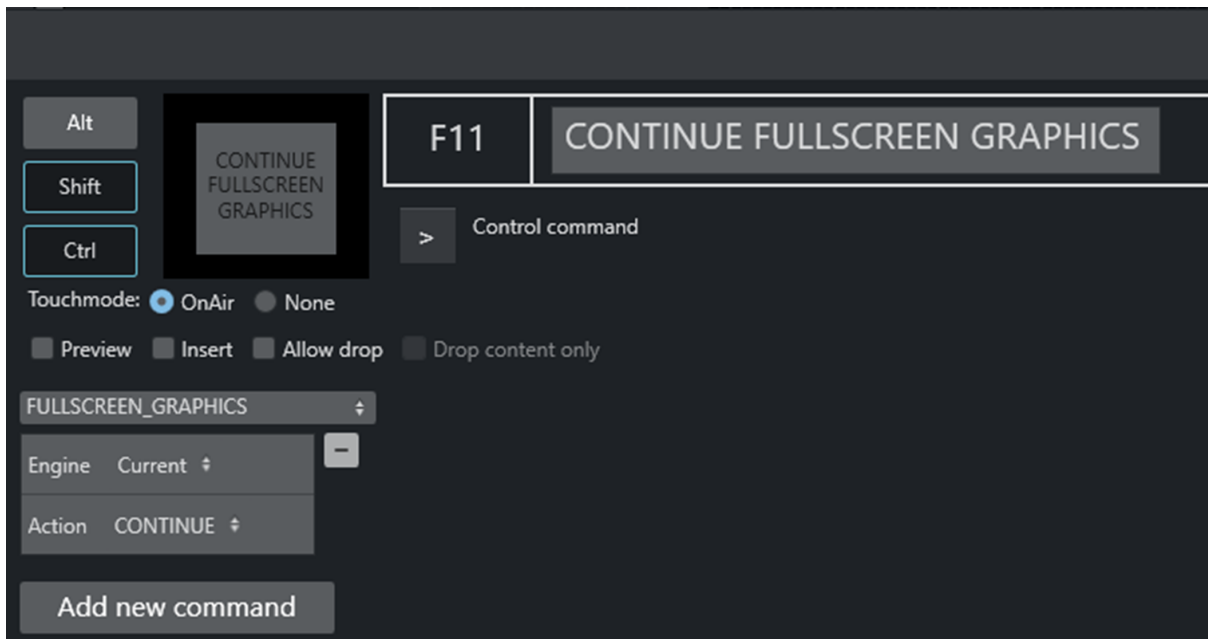 Alt
Shift
Ctrl
CONTINUE
FULLSCREEN
GRAPHICS
F11
CONTINUE FULLSCREEN GRAPHICS
>
Control command
Touchmode: OnAir None
Preview Insert Allow drop Drop content only
FULLSCREEN_GRAPHICS
Engine Current
Action CONTINUE
Add new command